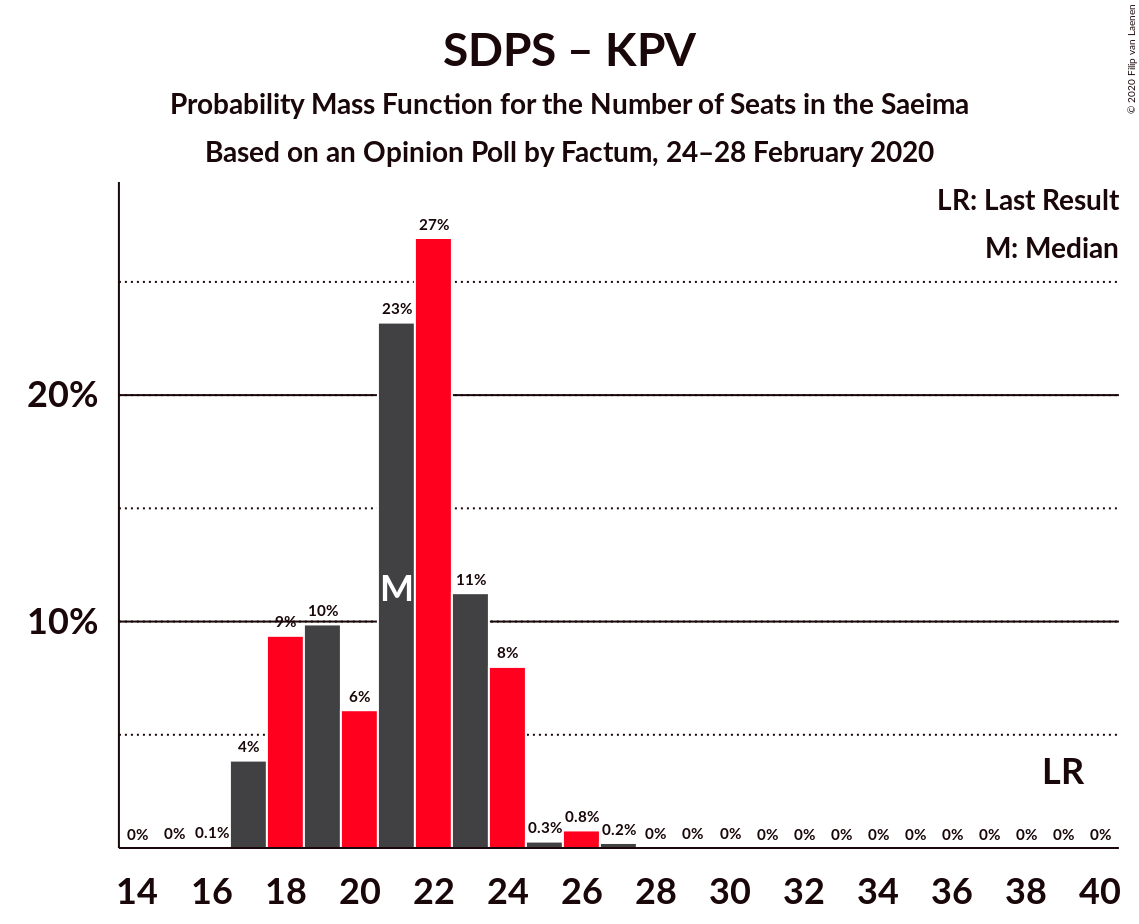 SDPS – KPV
Probability Mass Function for the Number of Seats in the Saeima
Based on an Opinion Poll by Factum, 24–28 February 2020
© 2020 Filip van Laenen
LR: Last Result
M: Median
27%
23%
20%
11%
M
10%
9%
10%
8%
6%
4%
LR
0% 0% 0.1% 0.3% 0.8% 0.2% 0% 0% 0% 0% 0% 0% 0% 0% 0% 0% 0% 0% 0%
14 16 18 20 22 24 26 28 30 32 34 36 38 40